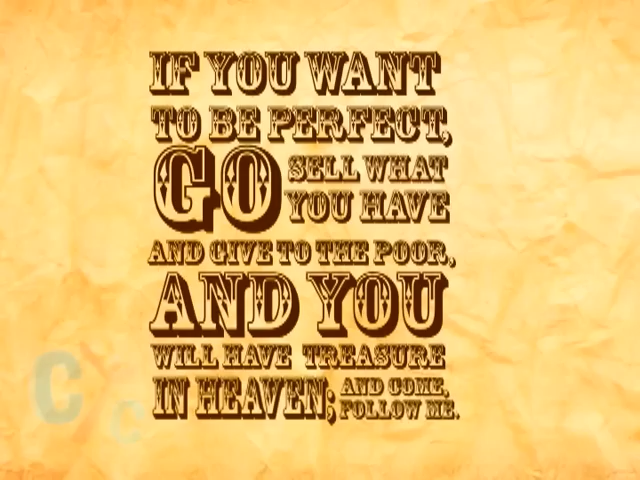 IF YOU WANT
TO BE PERFECT,
GO SELL WHAT
YOU HAVE
AND GIVE TO THE POOR,
AND YOU
WILL HAVE TREASURE
IN HEAVEN; AND COME,
FOLLOW ME.
C
C